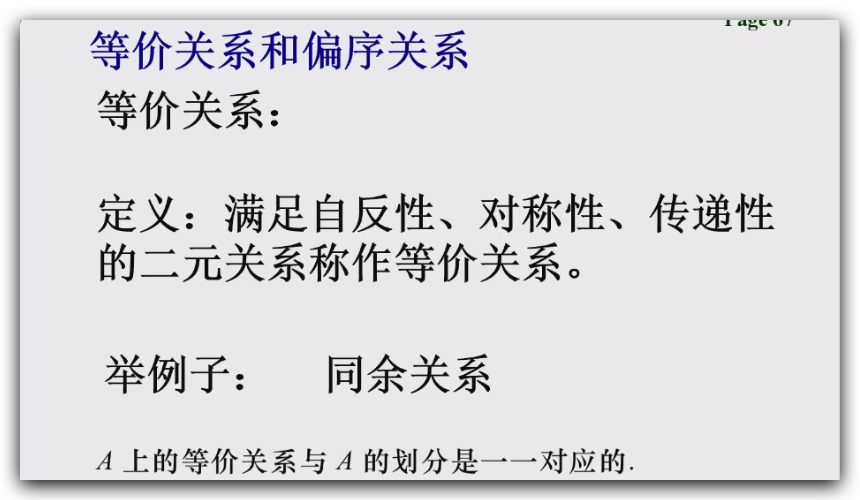 等价关系和偏序关系
等价关系：
定义：满足自反性、对称性、传递性
的二元关系称作等价关系。
举例子： 同余关系
A 上的等价关系与 A 的划分是一一对应的.